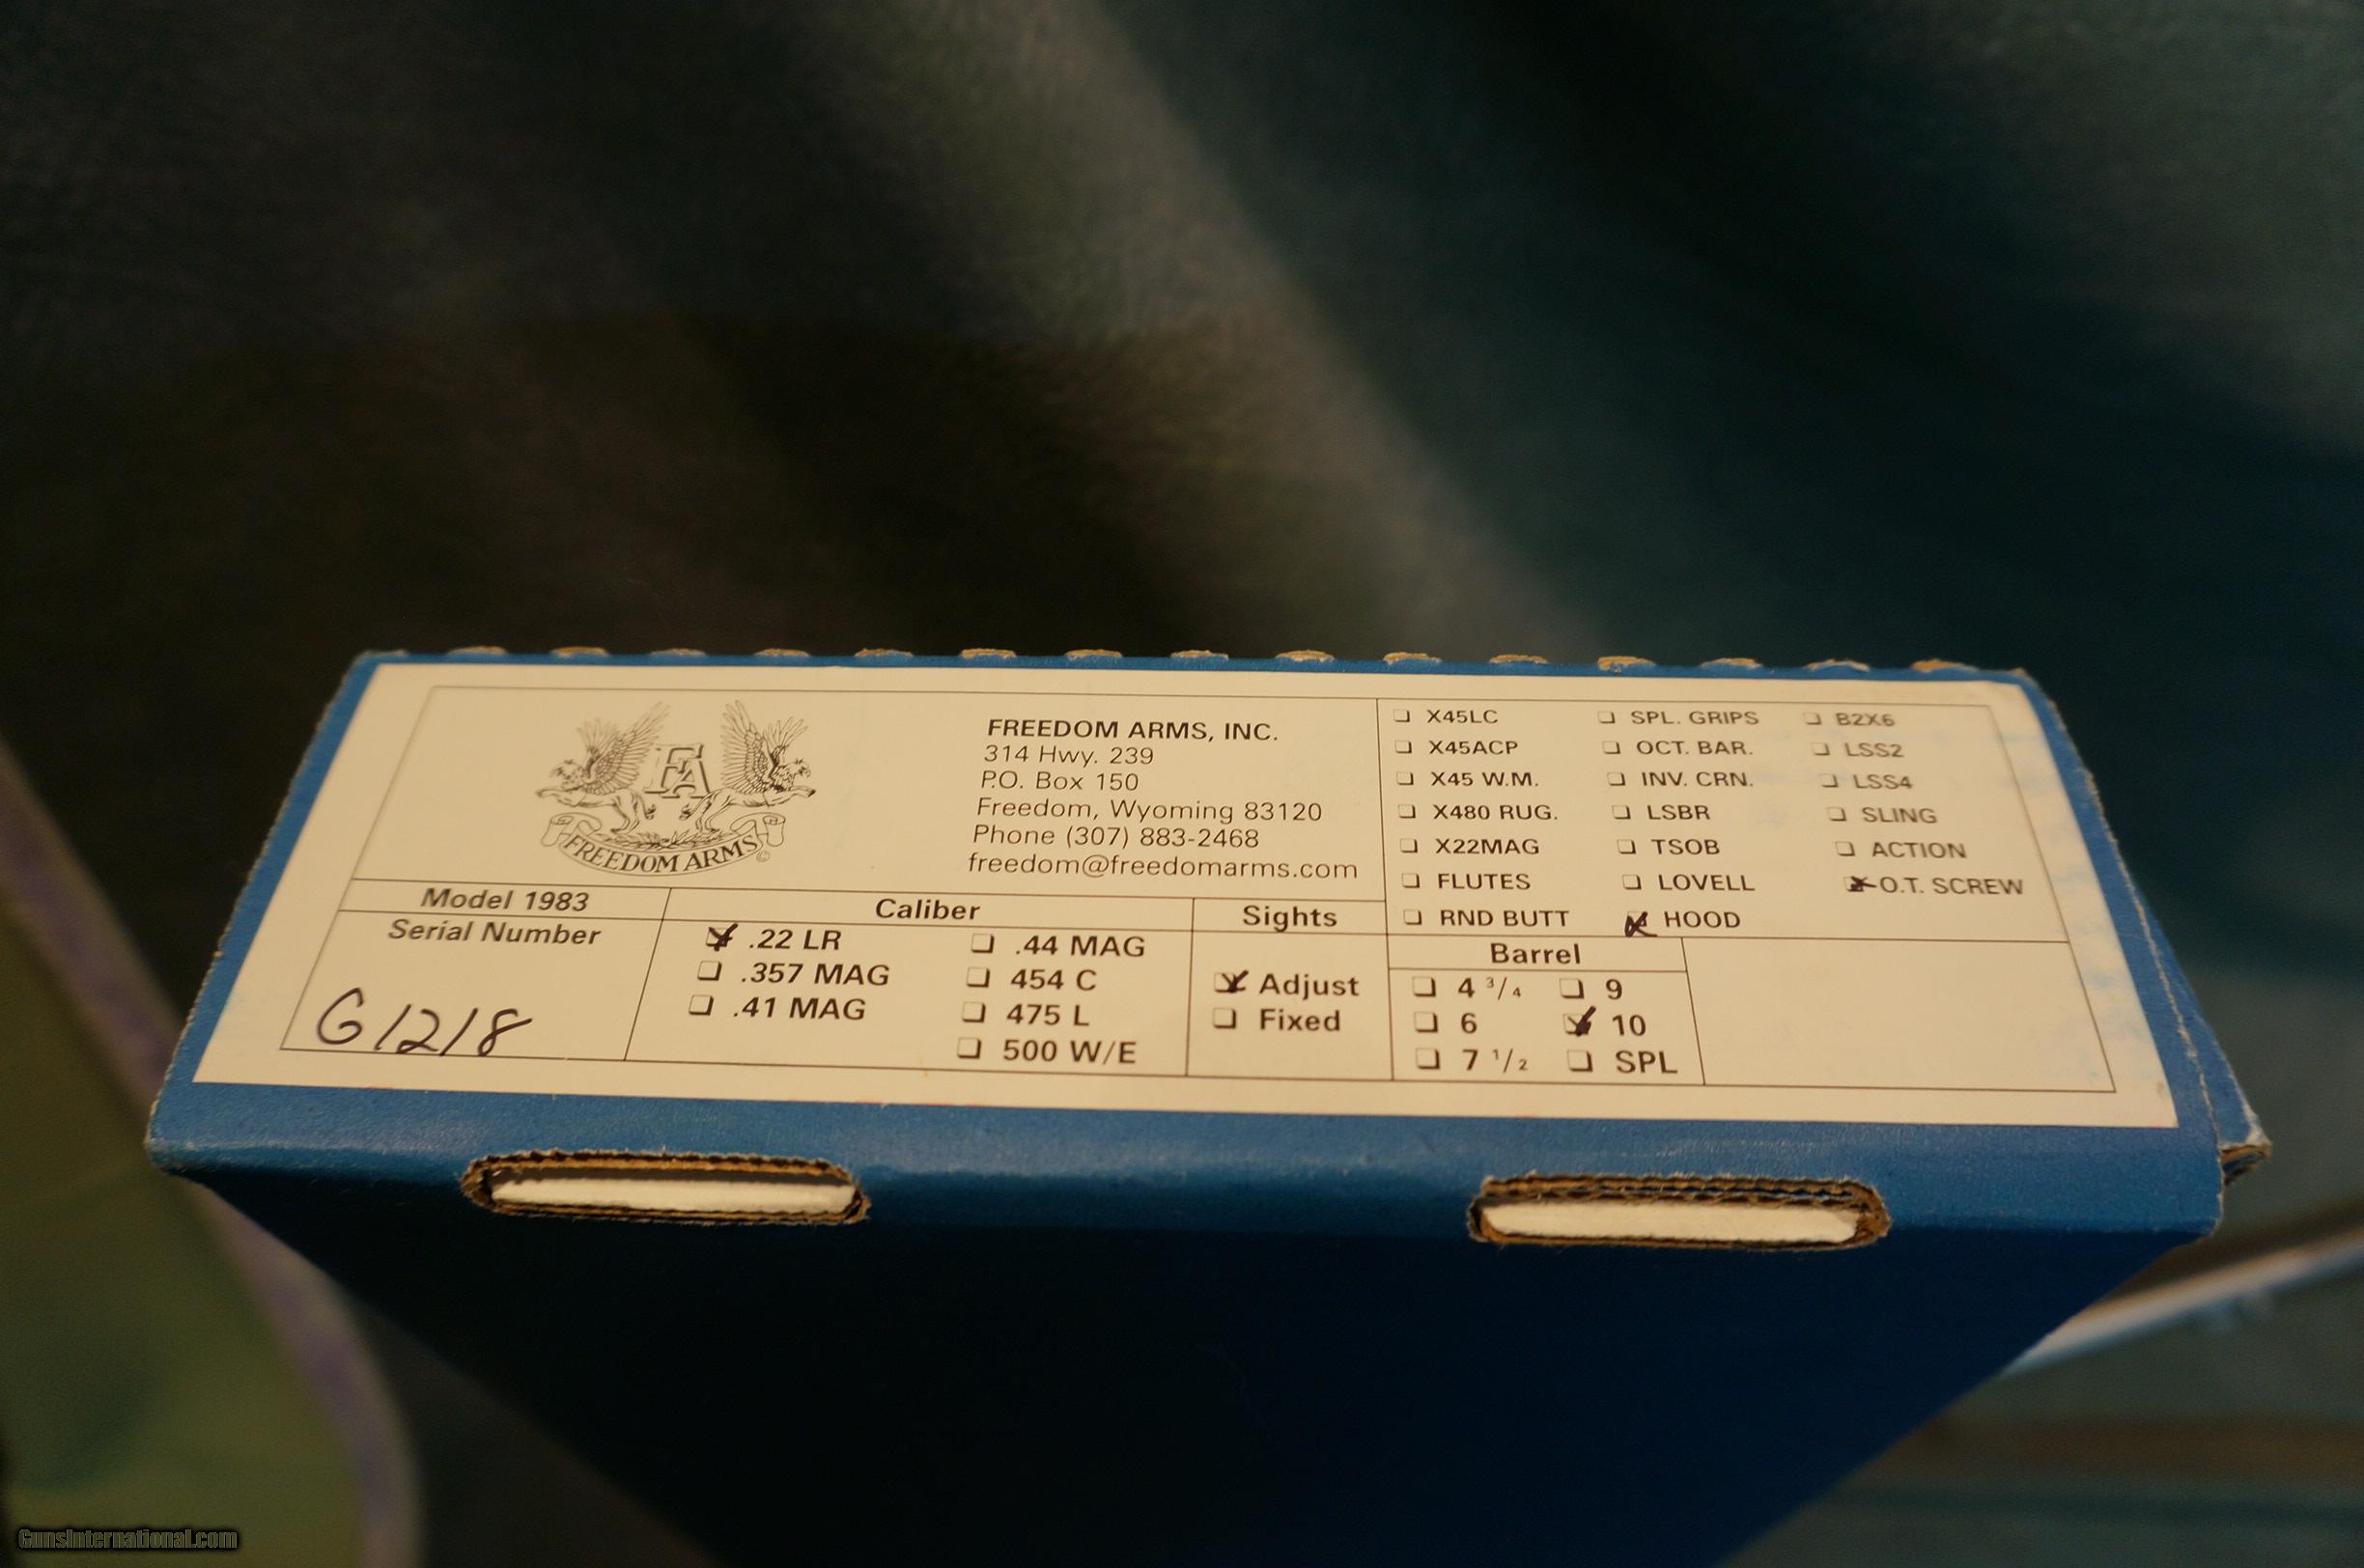 FA
FREEDOM ARMS©
FREEDOM ARMS, INC.
314 Hwy. 239
P.O. Box 150
Freedom, Wyoming 83120
Phone (307) 883-2468
freedom@freedomarms.com
X45LC
X45ACP
X45 W.M.
X480 RUG.
X22MAG
FLUTES
RND BUTT
SPL. GRIPS
OCT. BAR.
INV. CRN.
LSBR
TSOB
LOVELL
HOOD
B2X6
LSS2
LSS4
SLING
ACTION
O.T. SCREW
Model 1983
Serial Number
G1218
Caliber
.22 LR
.357 MAG
.41 MAG
.44 MAG
454 C
475 L
500 W/E
Sights
Adjust
Fixed
Barrel
4 3/4
6
7 1/2
9
10
SPL
GunsInternational.com